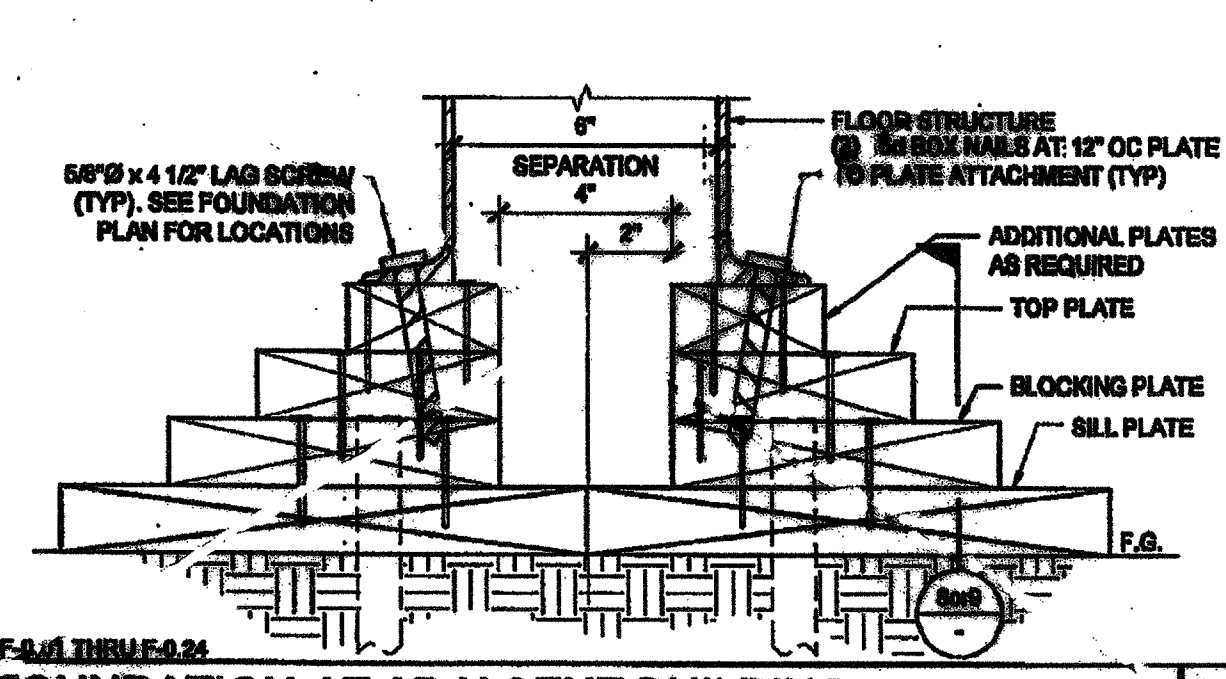 6"
SEPARATION
4"
2"
5/8"Ø x 4 1/2" LAG SCREW
(TYP). SEE FOUNDATION
PLAN FOR LOCATIONS
FLOOR STRUCTURE
(2) BOX NAILS AT 12" OC PLATE
TO PLATE ATTACHMENT (TYP)
ADDITIONAL PLATES
AS REQUIRED
TOP PLATE
BLOCKING PLATE
SILL PLATE
F.G.
8or9
-
F-0.01 THRU F-0.24